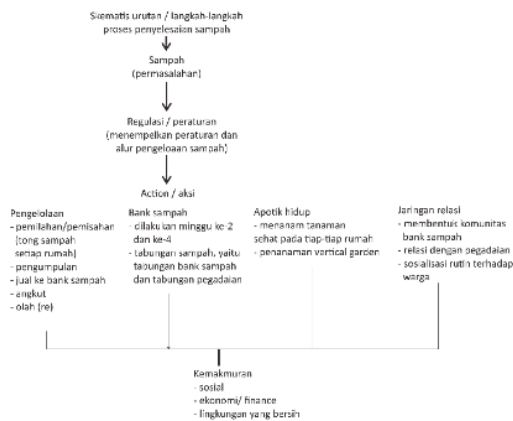 Skematis urutan / langkah-langkah
proses penyelesaian sampah
Sampah
(permasalahan)
Regulasi / peraturan
(menempelkan peraturan dan
alur pengeloaan sampah)
Action / aksi
Pengelolaan
- pemilahan/pemisahan
(tong sampah
setiap rumah)
- pengumpulan
- jual ke bank sampah
- angkut
- olah (re)
Bank sampah
- dilakukan minggu ke-2
dan ke-4
- tabungan sampah, yaitu
tabungan bank sampah
dan tabungan pegadaian
Apotik hidup
- menanam tanaman
sehat pada tiap-tiap rumah
- penanaman vertical garden
Jaringan relasi
- membentuk komunitas
bank sampah
- relasi dengan pegadaian
- sosialisasi rutin terhadap
warga
Kemakmuran
- sosial
- ekonomi/ finance
- lingkungan yang bersih